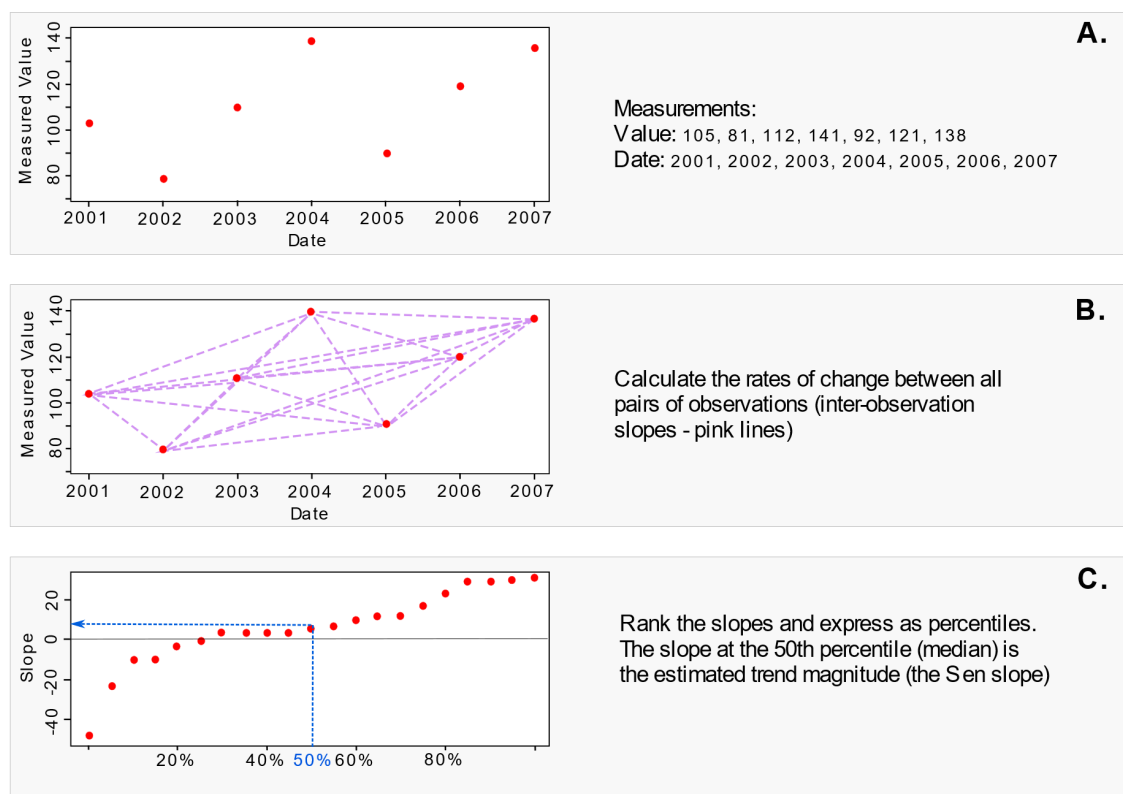 A.
140
120
100
80
Measured Value
2001 2002 2003 2004 2005 2006 2007
Date
Measurements:
Value: 105, 81, 112, 141, 92, 121, 138
Date: 2001, 2002, 2003, 2004, 2005, 2006, 2007
B.
140
120
100
80
Measured Value
2001 2002 2003 2004 2005 2006 2007
Date
Calculate the rates of change between all
pairs of observations (inter-observation
slopes - pink lines)
C.
20
0
-20
-40
Slope
20% 40% 50% 60% 80%
Rank the slopes and express as percentiles.
The slope at the 50th percentile (median) is
the estimated trend magnitude (the Sen slope)